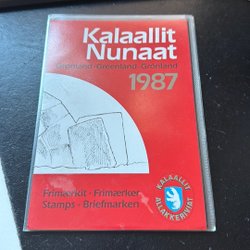 Kalaallit
Nunaat
Grønland · Greenland · Grönland
1987
Frimærkit · Frimærker
Stamps · Briefmarken
KALAALLIT
ALLAKKERIVIAT